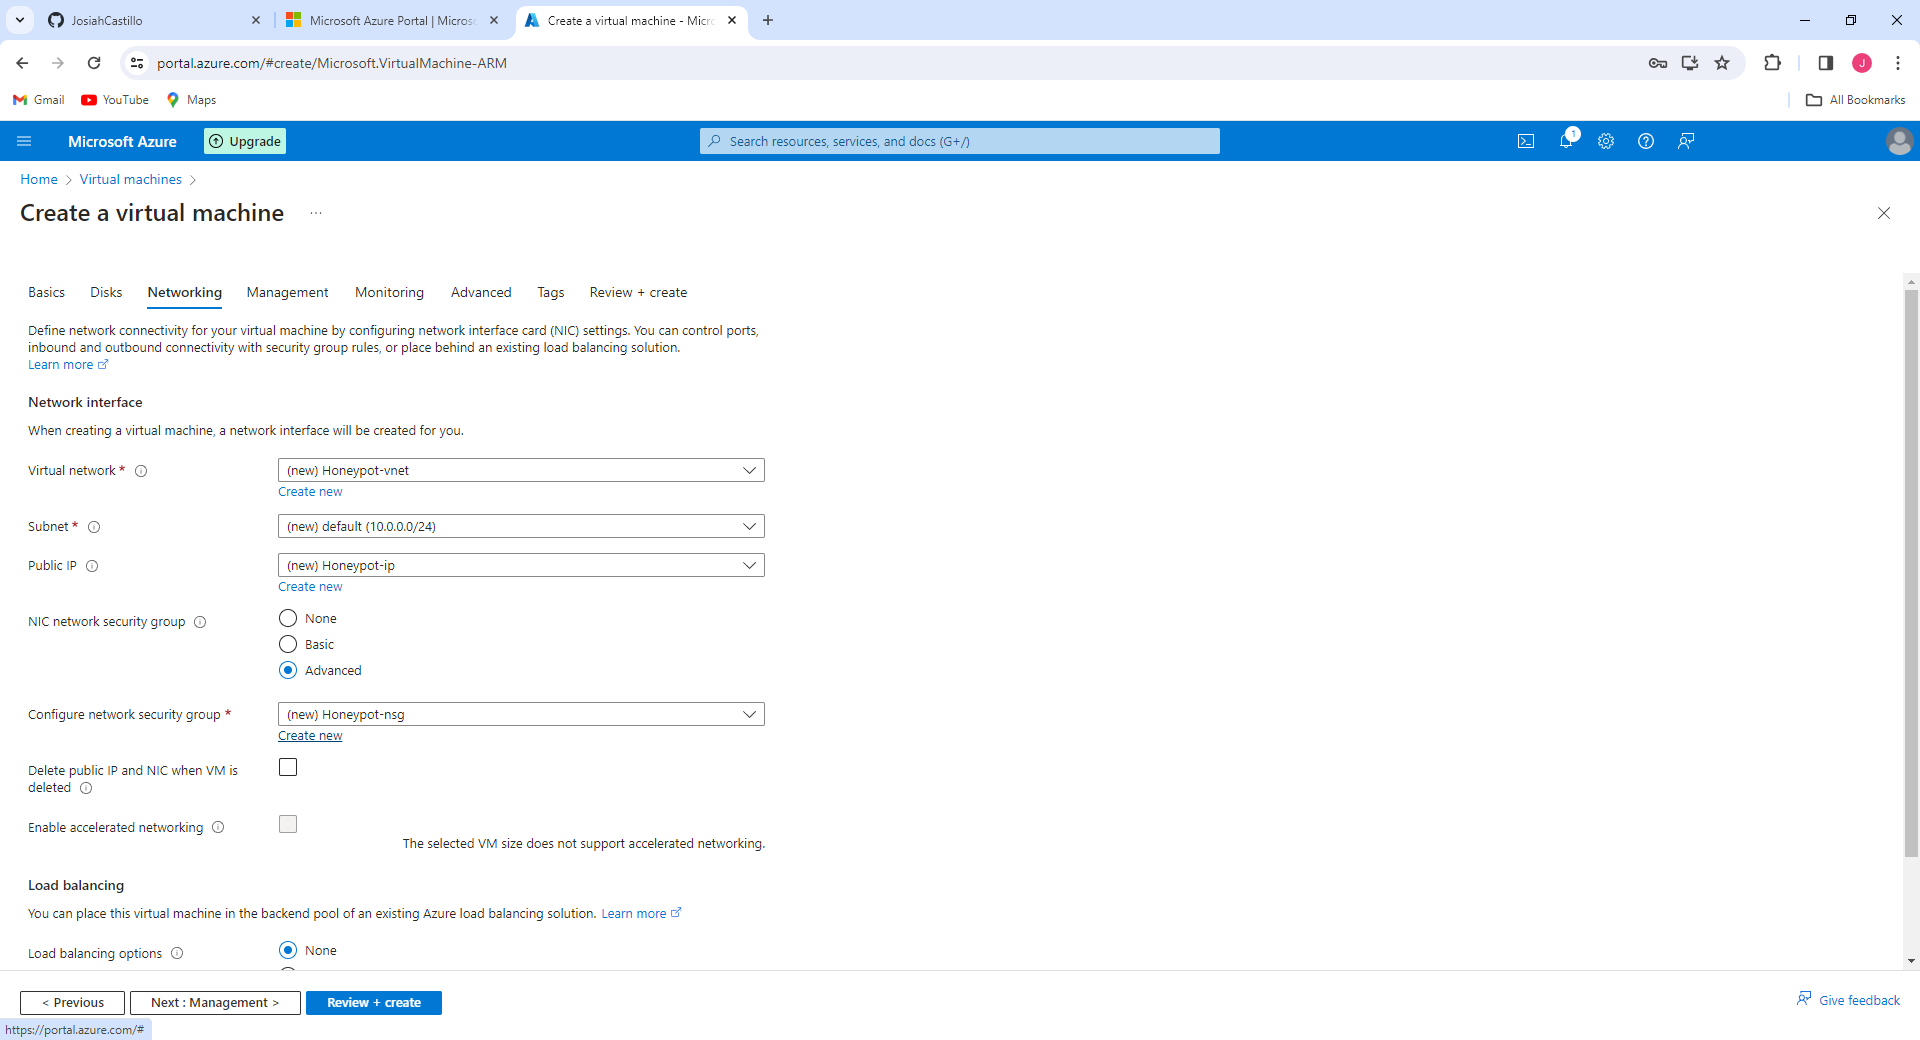 JosiahCastillo
Microsoft Azure Portal | Micros
Create a virtual machine - Micr
portal.azure.com/#create/Microsoft.VirtualMachine-ARM
J
Gmail
YouTube
Maps
All Bookmarks
Microsoft Azure
Upgrade
Search resources, services, and docs (G+/)
1
Home > Virtual machines >
Create a virtual machine ...
Basics Disks Networking Management Monitoring Advanced Tags Review + create
Define network connectivity for your virtual machine by configuring network interface card (NIC) settings. You can control ports,
inbound and outbound connectivity with security group rules, or place behind an existing load balancing solution.
Learn more
Network interface
When creating a virtual machine, a network interface will be created for you.
Virtual network *
(new) Honeypot-vnet
Create new
Subnet *
(new) default (10.0.0.0/24)
Public IP
(new) Honeypot-ip
Create new
NIC network security group
None
Basic
Advanced
Configure network security group *
(new) Honeypot-nsg
Create new
Delete public IP and NIC when VM is
deleted
Enable accelerated networking
The selected VM size does not support accelerated networking.
Load balancing
You can place this virtual machine in the backend pool of an existing Azure load balancing solution. Learn more
Load balancing options
None
< Previous
Next : Management >
Review + create
Give feedback
https://portal.azure.com/#